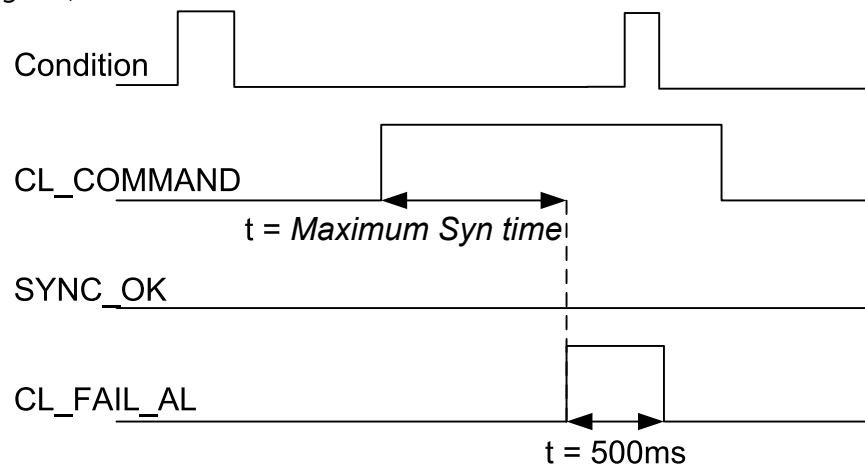 Condition
CL_COMMAND
t = Maximum Syn time
SYNC_OK
CL_FAIL_AL
t = 500ms